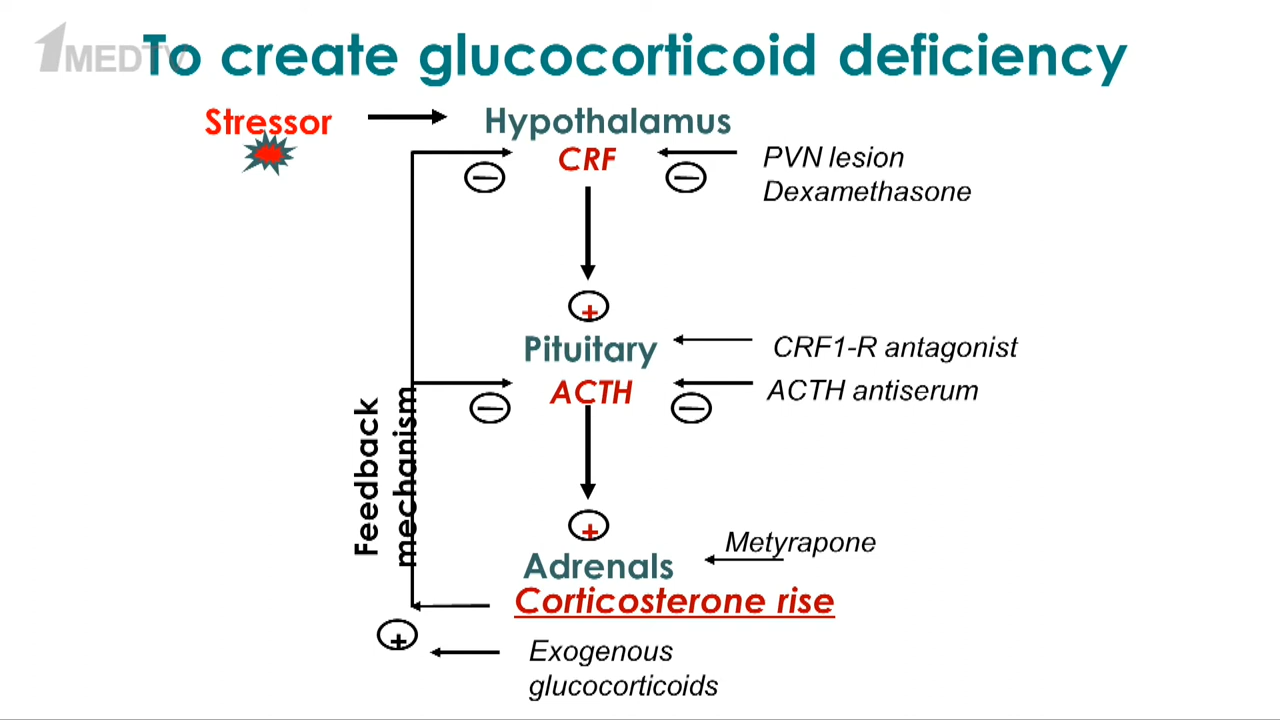 1MEDTV
To create glucocorticoid deficiency
Stressor
Hypothalamus
CRF
PVN lesion
Dexamethasone
−
−
+
Pituitary
CRF1-R antagonist
ACTH
ACTH antiserum
−
−
Feedback
mechanism
+
Metyrapone
Adrenals
Corticosterone rise
+
Exogenous
glucocorticoids